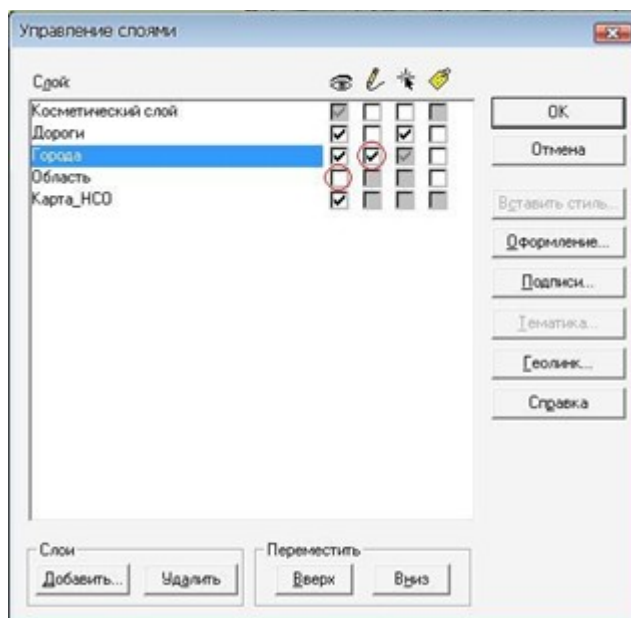 Управление слоями
Слой:
Косметический слой
Дороги
Города
Область
Карта_НСО
OK
Отмена
Вставить стиль...
Оформление...
Подписи...
Тематика...
Геолинк...
Справка
Слои
Добавить...
Удалить
Переместить
Вверх
Вниз